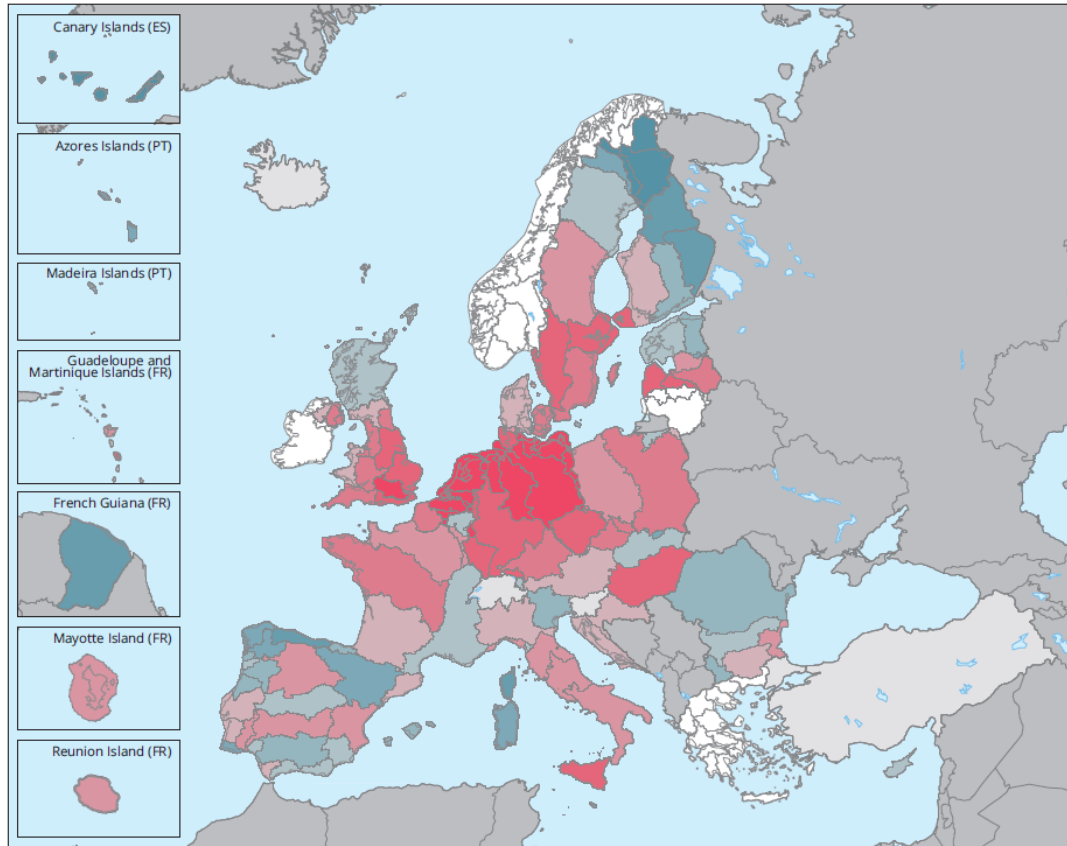 Canary Islands (ES)
Azores Islands (PT)
Madeira Islands (PT)
Guadeloupe and
Martinique Islands (FR)
French Guiana (FR)
Mayotte Island (FR)
Reunion Island (FR)